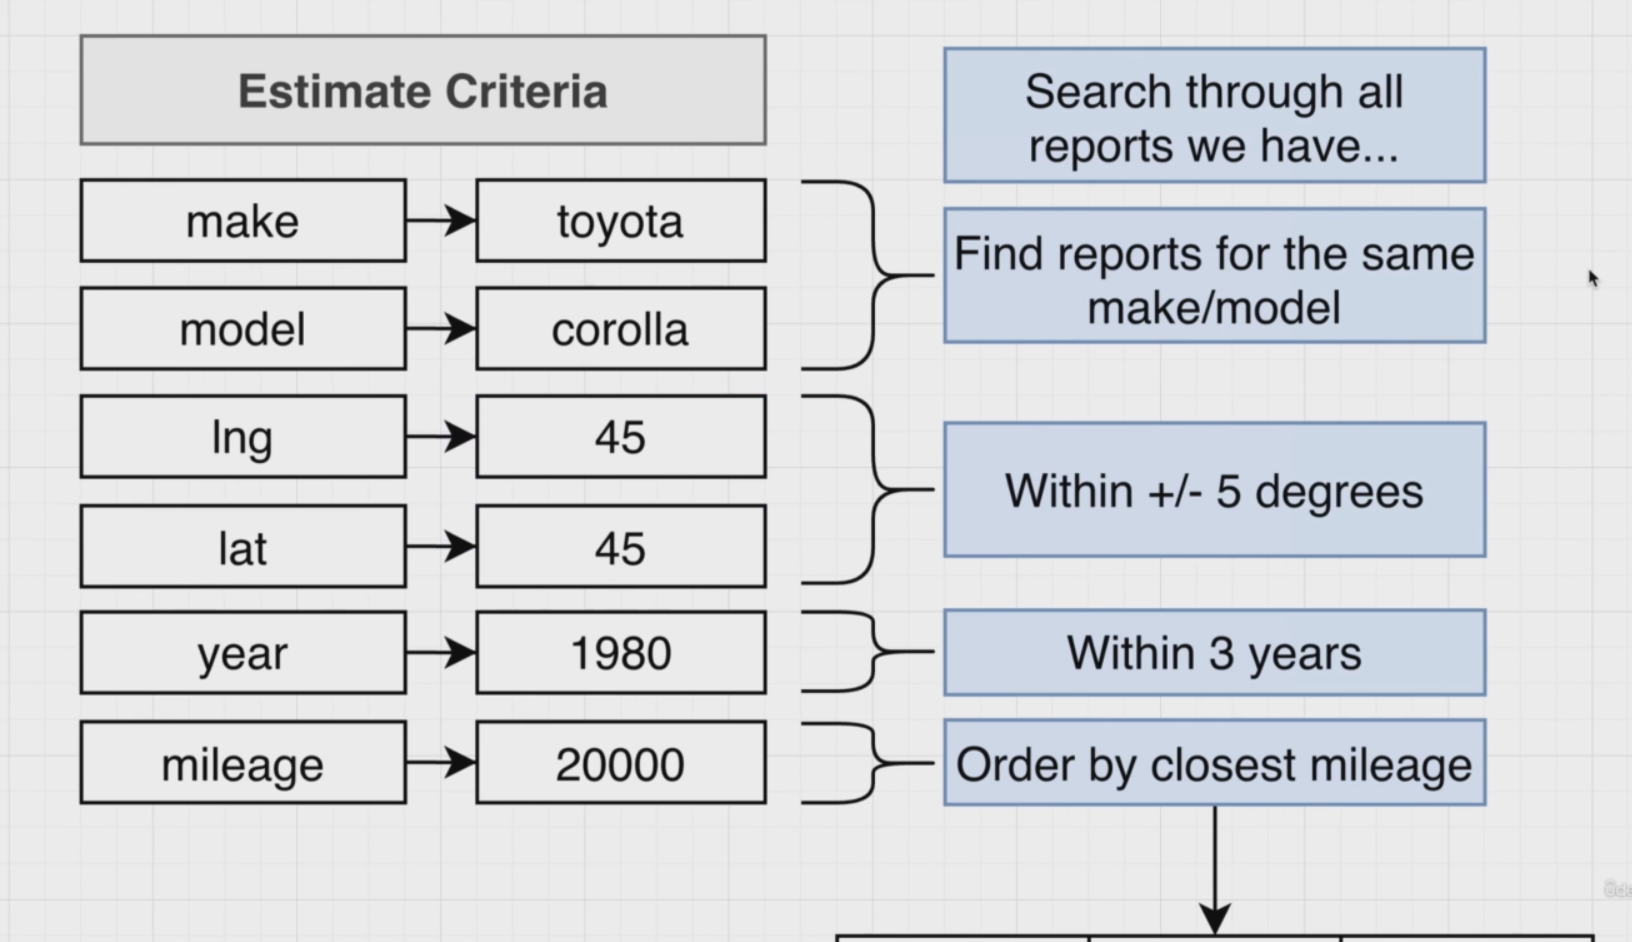 Estimate Criteria
Search through all
reports we have...
make
toyota
Find reports for the same
make/model
model
corolla
lng
45
Within +/- 5 degrees
lat
45
year
1980
Within 3 years
mileage
20000
Order by closest mileage